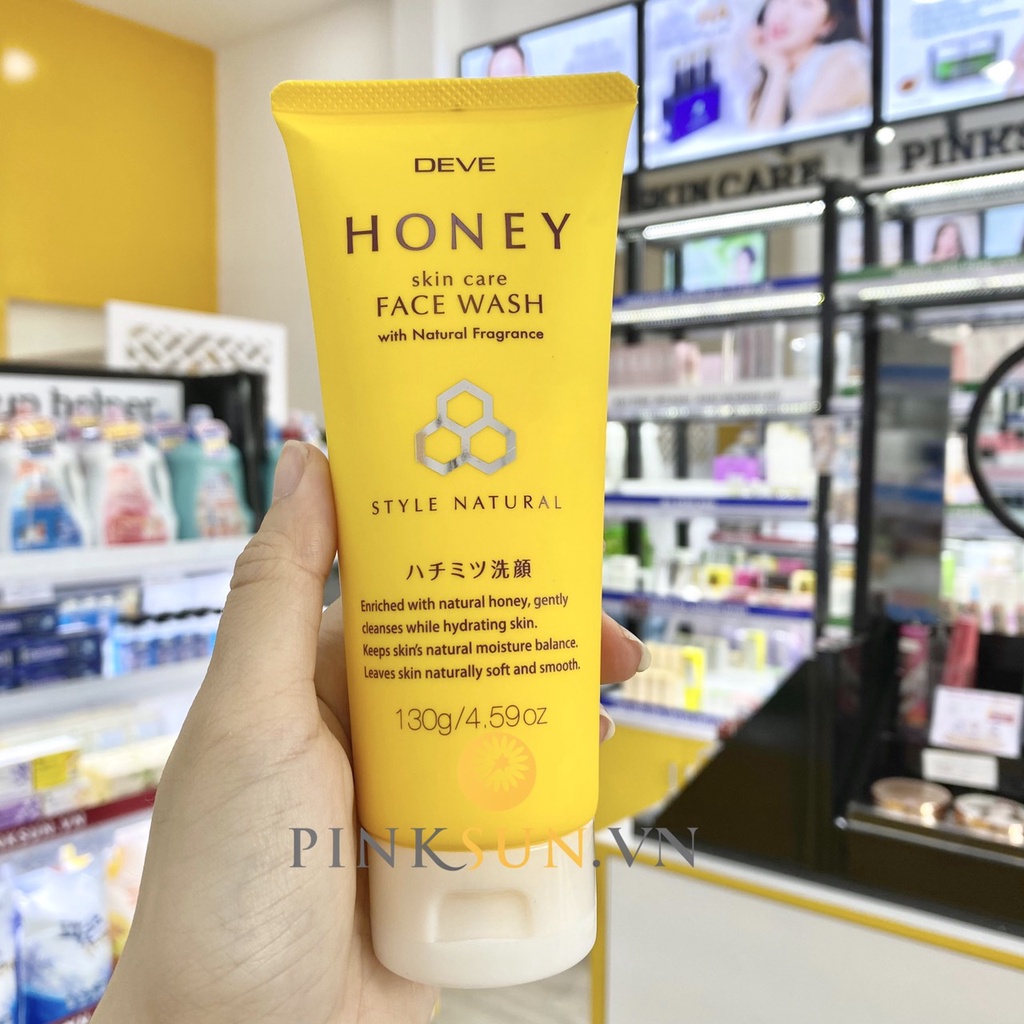 DEVE
HONEY
skin care
FACE WASH
with Natural Fragrance
STYLE NATURAL
ハチミツ洗顔
Enriched with natural honey, gently
cleanses while hydrating skin.
Keeps skin's natural moisture balance.
Leaves skin naturally soft and smooth.
130g/4.59oz
PINKSUN.VN
SKIN CARE
PINKS